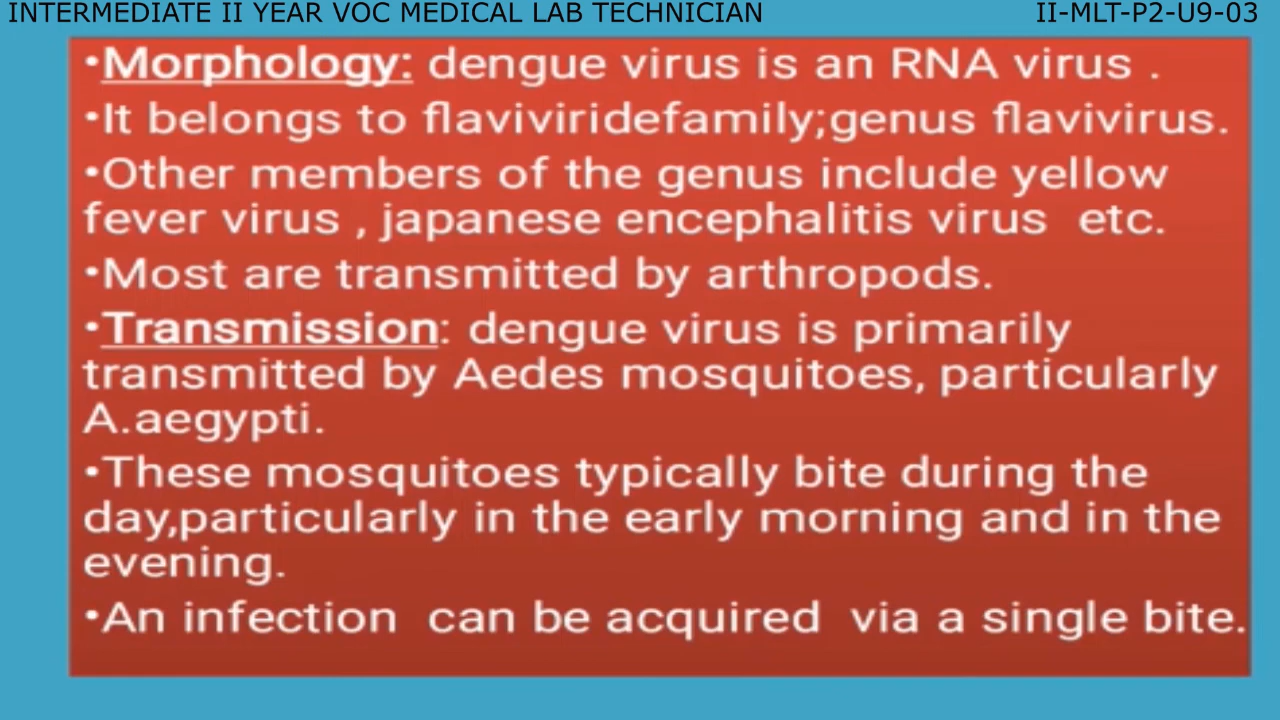 INTERMEDIATE II YEAR VOC MEDICAL LAB TECHNICIAN II-MLT-P2-U9-03
•Morphology: dengue virus is an RNA virus .
•It belongs to flaviviridefamily;genus flavivirus.
•Other members of the genus include yellow
fever virus , japanese encephalitis virus  etc.
•Most are transmitted by arthropods.
•Transmission: dengue virus is primarily
transmitted by Aedes mosquitoes, particularly
A.aegypti.
•These mosquitoes typically bite during the
day,particularly in the early morning and in the
evening.
•An infection  can be acquired  via a single bite.